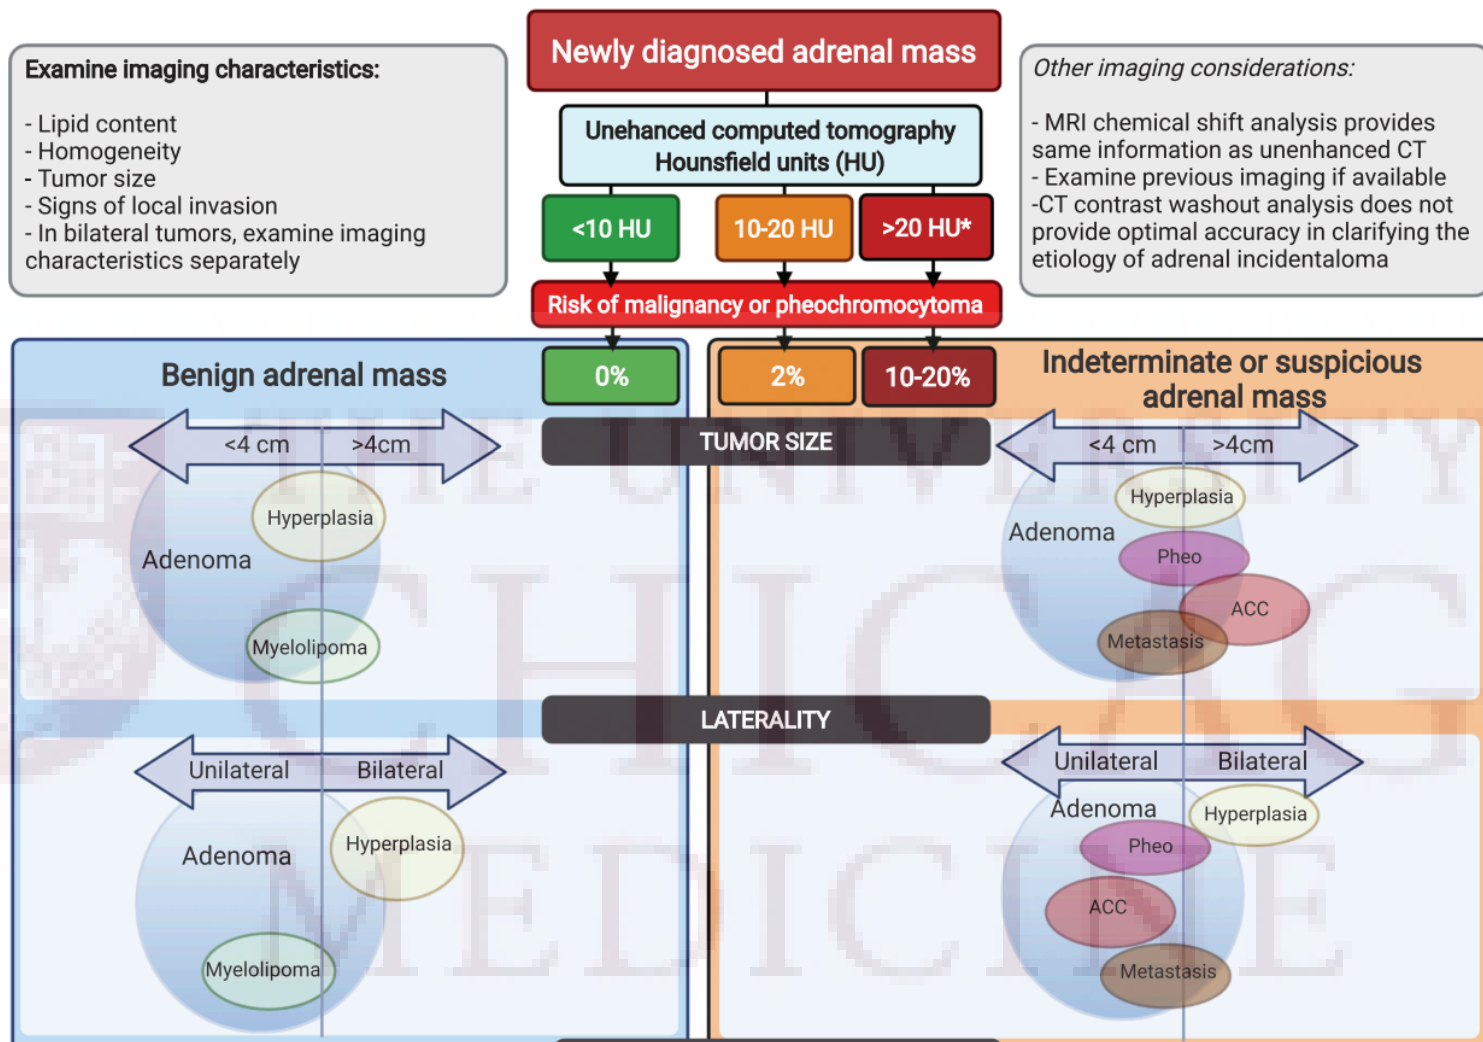 Newly diagnosed adrenal mass
Examine imaging characteristics:
- Lipid content
- Homogeneity
- Tumor size
- Signs of local invasion
- In bilateral tumors, examine imaging
characteristics separately
Unehanced computed tomography
Hounsfield units (HU)
Other imaging considerations:
- MRI chemical shift analysis provides
same information as unenhanced CT
- Examine previous imaging if available
-CT contrast washout analysis does not
provide optimal accuracy in clarifying the
etiology of adrenal incidentaloma
<10 HU
10-20 HU
>20 HU*
Risk of malignancy or pheochromocytoma
0%
2%
10-20%
Benign adrenal mass
Indeterminate or suspicious
adrenal mass
TUMOR SIZE
<4 cm
>4cm
Hyperplasia
Adenoma
Myelolipoma
<4 cm
>4cm
Hyperplasia
Adenoma
Pheo
ACC
Metastasis
LATERALITY
Unilateral
Bilateral
Hyperplasia
Adenoma
Myelolipoma
Unilateral
Bilateral
Adenoma
Hyperplasia
Pheo
ACC
Metastasis
THE UNIVERSITY
CHICAG
MEDICINE